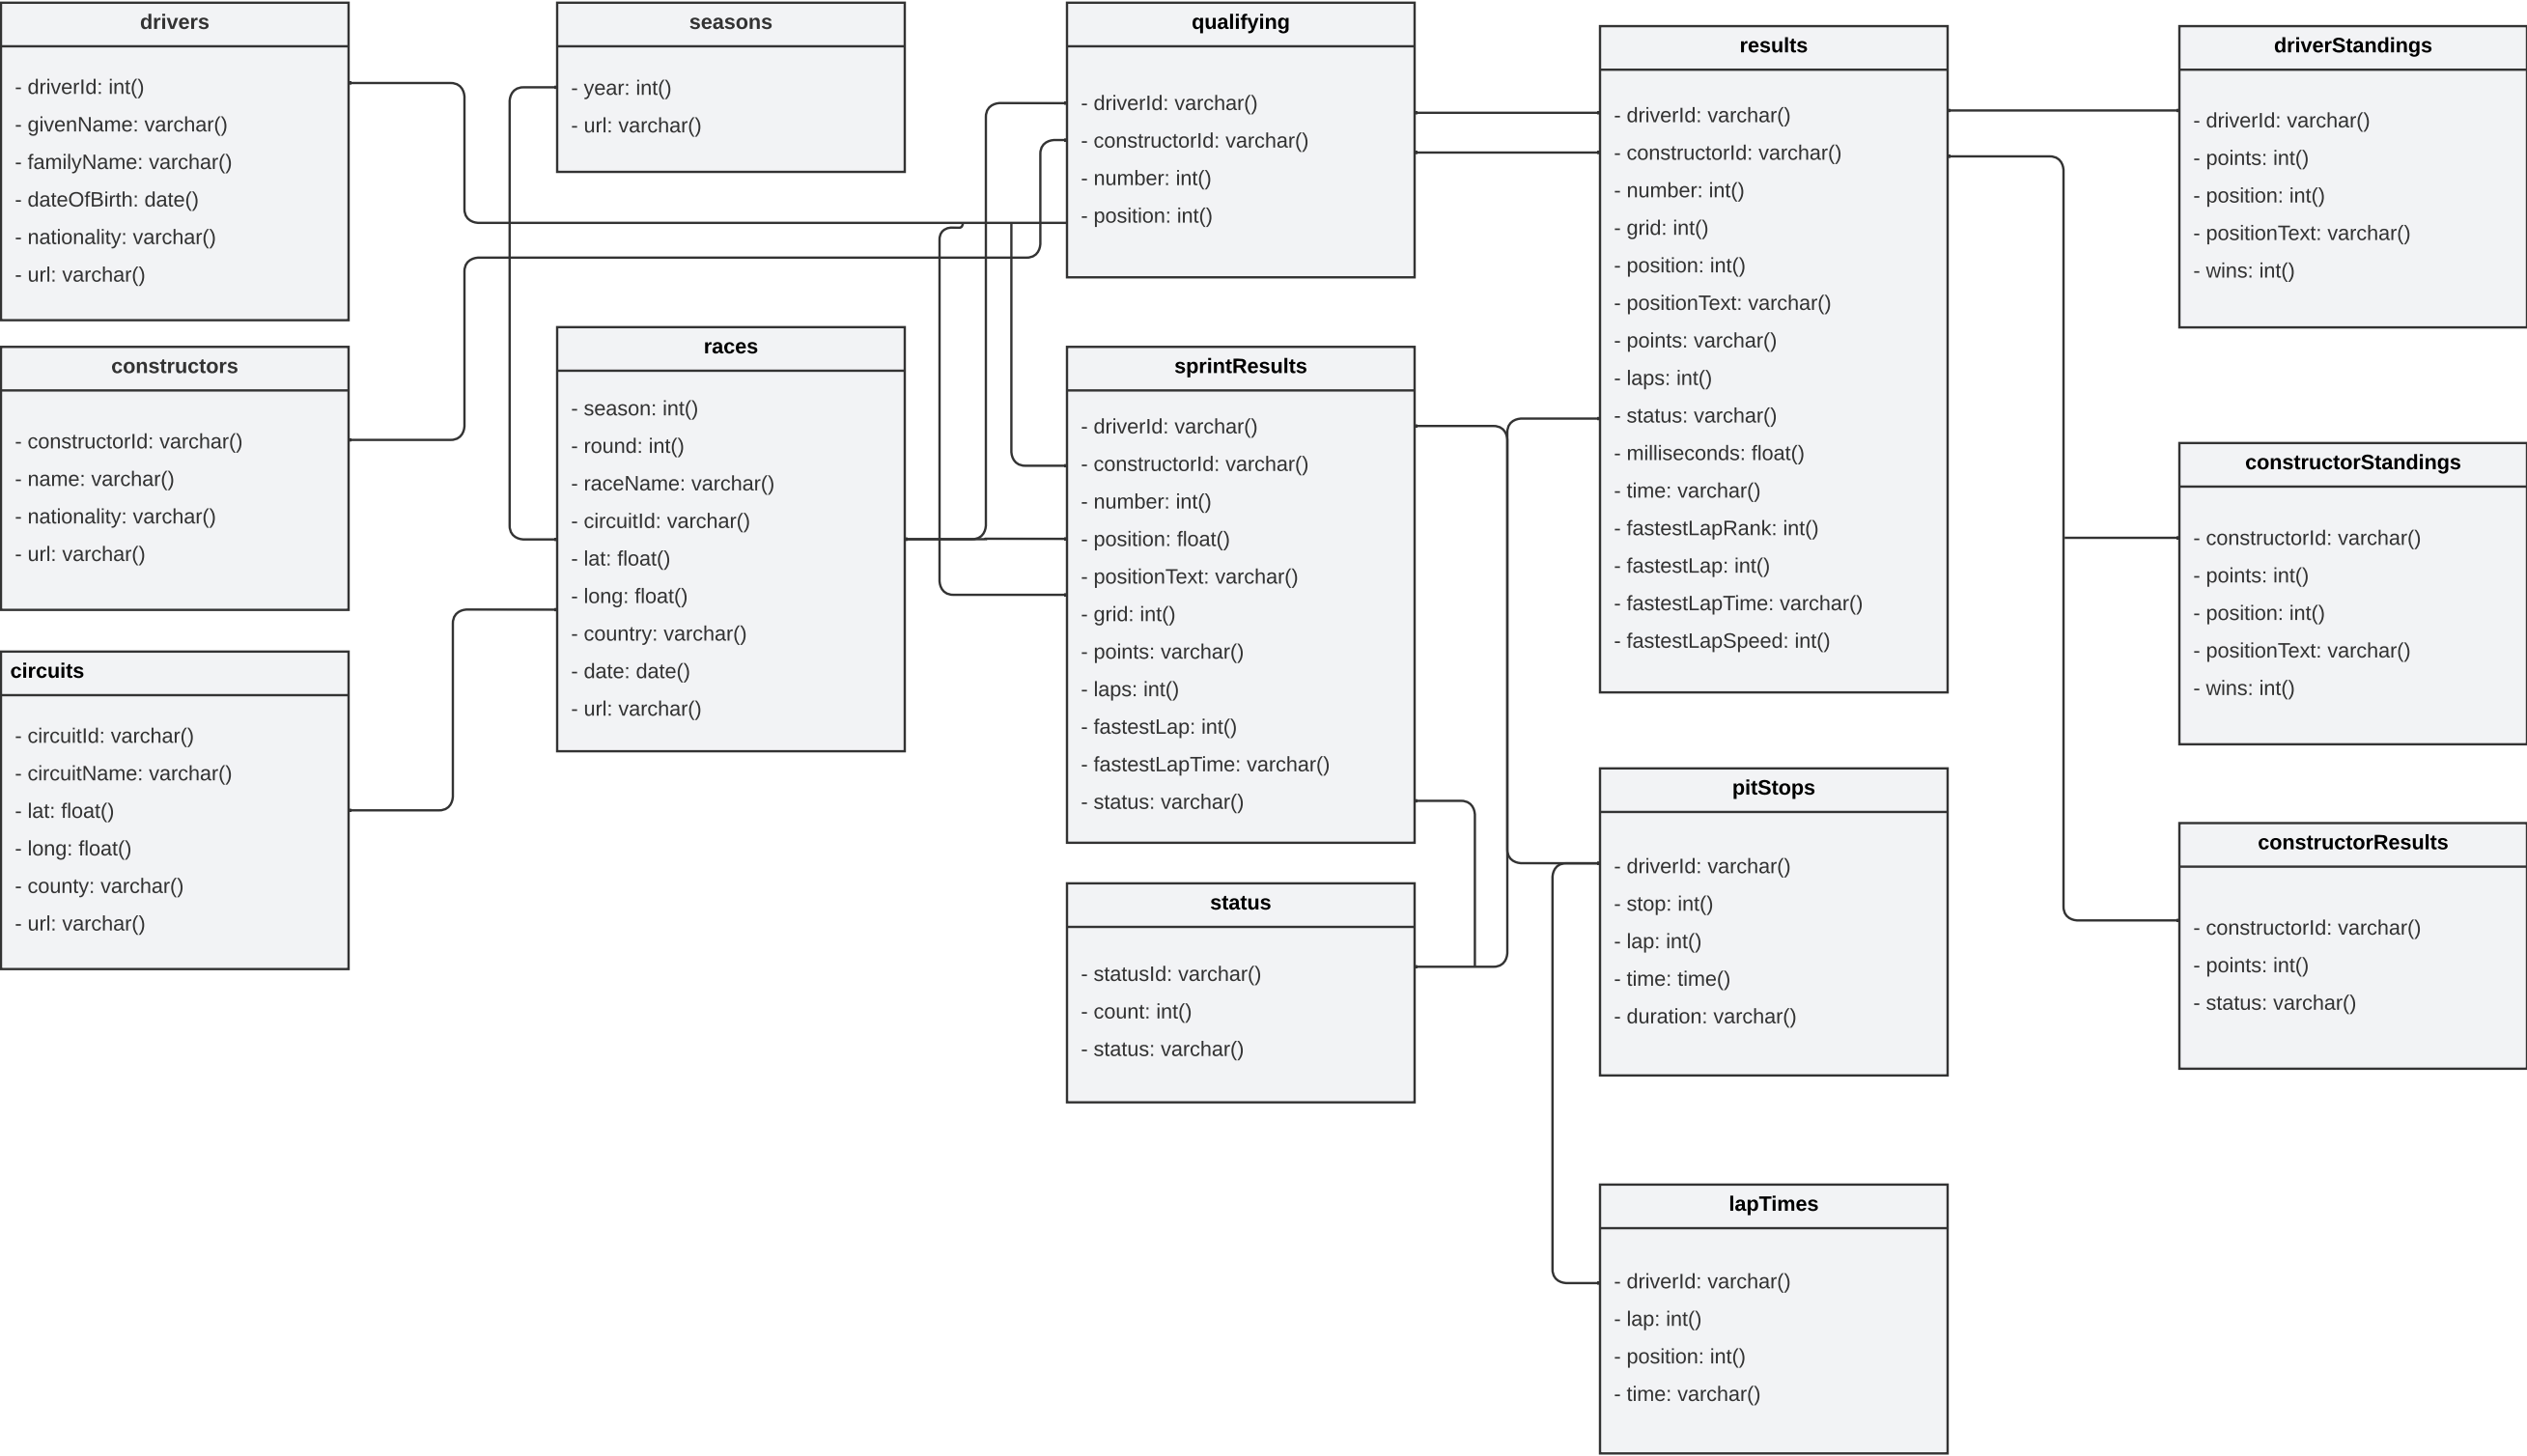 drivers
- driverId: int()
- givenName: varchar()
- familyName: varchar()
- dateOfBirth: date()
- nationality: varchar()
- url: varchar()
constructors
- constructorId: varchar()
- name: varchar()
- nationality: varchar()
- url: varchar()
circuits
- circuitId: varchar()
- circuitName: varchar()
- lat: float()
- long: float()
- county: varchar()
- url: varchar()
seasons
- year: int()
- url: varchar()
races
- season: int()
- round: int()
- raceName: varchar()
- circuitId: varchar()
- lat: float()
- long: float()
- country: varchar()
- date: date()
- url: varchar()
qualifying
- driverId: varchar()
- constructorId: varchar()
- number: int()
- position: int()
sprintResults
- driverId: varchar()
- constructorId: varchar()
- number: int()
- position: float()
- positionText: varchar()
- grid: int()
- points: varchar()
- laps: int()
- fastestLap: int()
- fastestLapTime: varchar()
- status: varchar()
status
- statusId: varchar()
- count: int()
- status: varchar()
results
- driverId: varchar()
- constructorId: varchar()
- number: int()
- grid: int()
- position: int()
- positionText: varchar()
- points: varchar()
- laps: int()
- status: varchar()
- milliseconds: float()
- time: varchar()
- fastestLapRank: int()
- fastestLap: int()
- fastestLapTime: varchar()
- fastestLapSpeed: int()
pitStops
- driverId: varchar()
- stop: int()
- lap: int()
- time: time()
- duration: varchar()
lapTimes
- driverId: varchar()
- lap: int()
- position: int()
- time: varchar()
driverStandings
- driverId: varchar()
- points: int()
- position: int()
- positionText: varchar()
- wins: int()
constructorStandings
- constructorId: varchar()
- points: int()
- position: int()
- positionText: varchar()
- wins: int()
constructorResults
- constructorId: varchar()
- points: int()
- status: varchar()